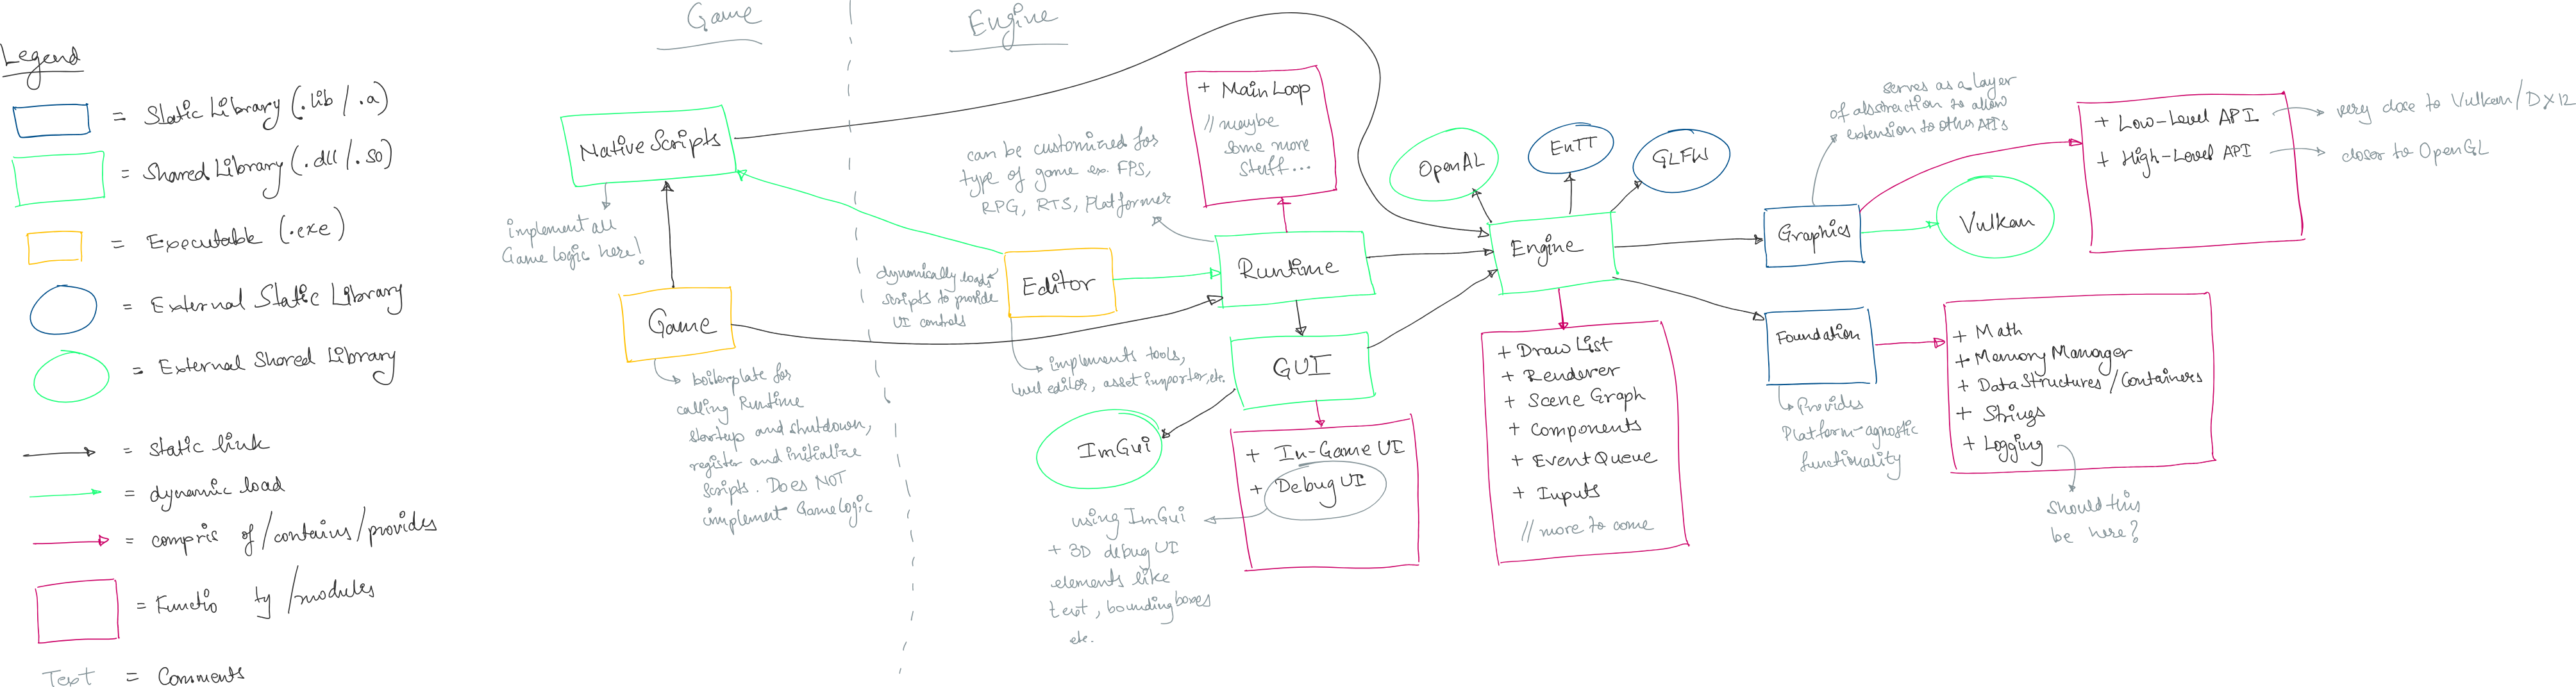 Game
Engine
Legend
= Static Library (.lib / .a)
= Shared Library (.dll / .so)
= Executable (.exe)
= External Static Library
= External Shared Library
= static link
= dynamic load
= compris of/contains/provides
= Functio ty /modules
Text = Comments
Native Scripts
implement all
Game Logic here!
Game
boilerplate for
calling Runtime
startup and shutdown,
register and initialize
scripts. Does NOT
implement GameLogic
dynamically loads
scripts to provide
UI controls
Editor
implements tools,
level editor, asset importer, etc.
can be customized for
type of game ex. FPS,
RPG, RTS, Platformer
+ Main Loop
// maybe
some more
stuff...
Runtime
GUI
ImGui
+ In-Game UI
+ Debug UI
using ImGui
+ 3D debug UI
elements like
text, bounding boxes
etc.
OpenAL
EnTT
GLFW
Engine
+ Draw List
+ Renderer
+ Scene Graph
+ Components
+ Event Queue
+ Inputs
// more to come
serves as a layer
of abstraction to allow
extension to other APIs
Graphics
Vulkan
+ Low-Level API
+ High-Level API
very close to Vulkan/DX12
closer to OpenGL
Foundation
Provides
Platform-agnostic
functionality
+ Math
+ Memory Manager
+ Data Structures / Containers
+ Strings
+ Logging
should this
be here?